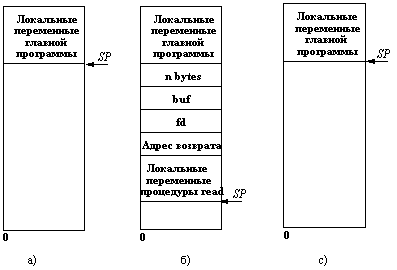 Локальные
переменные
главной
программы
SP
0
а)
Локальные
переменные
главной
программы
n bytes
buf
fd
Адрес возврата
Локальные
переменные
процедуры read
SP
0
б)
Локальные
переменные
главной
программы
SP
0
с)